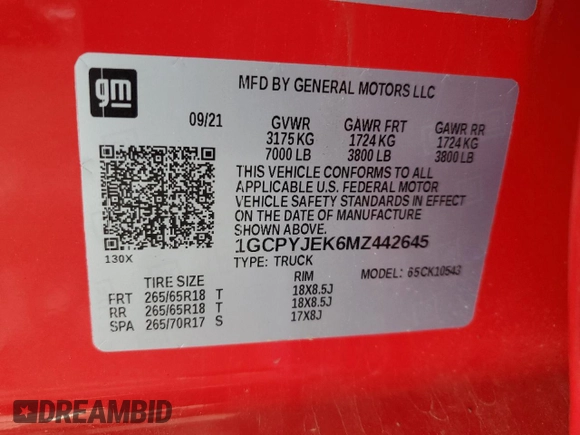 gm
MFD BY GENERAL MOTORS LLC
09/21 GVWR GAWR FRT GAWR RR
3175 KG 1724 KG 1724 KG
7000 LB 3800 LB 3800 LB
THIS VEHICLE CONFORMS TO ALL
APPLICABLE U.S. FEDERAL MOTOR
VEHICLE SAFETY STANDARDS IN EFFECT
ON THE DATE OF MANUFACTURE
SHOWN ABOVE.
1GCPYJEK6MZ442645
130X
TYPE: TRUCK
MODEL: 65CK10543
TIRE SIZE RIM
FRT 265/65R18 T 18X8.5J
RR 265/65R18 T 18X8.5J
SPA 265/70R17 S 17X8J
DREAMBID